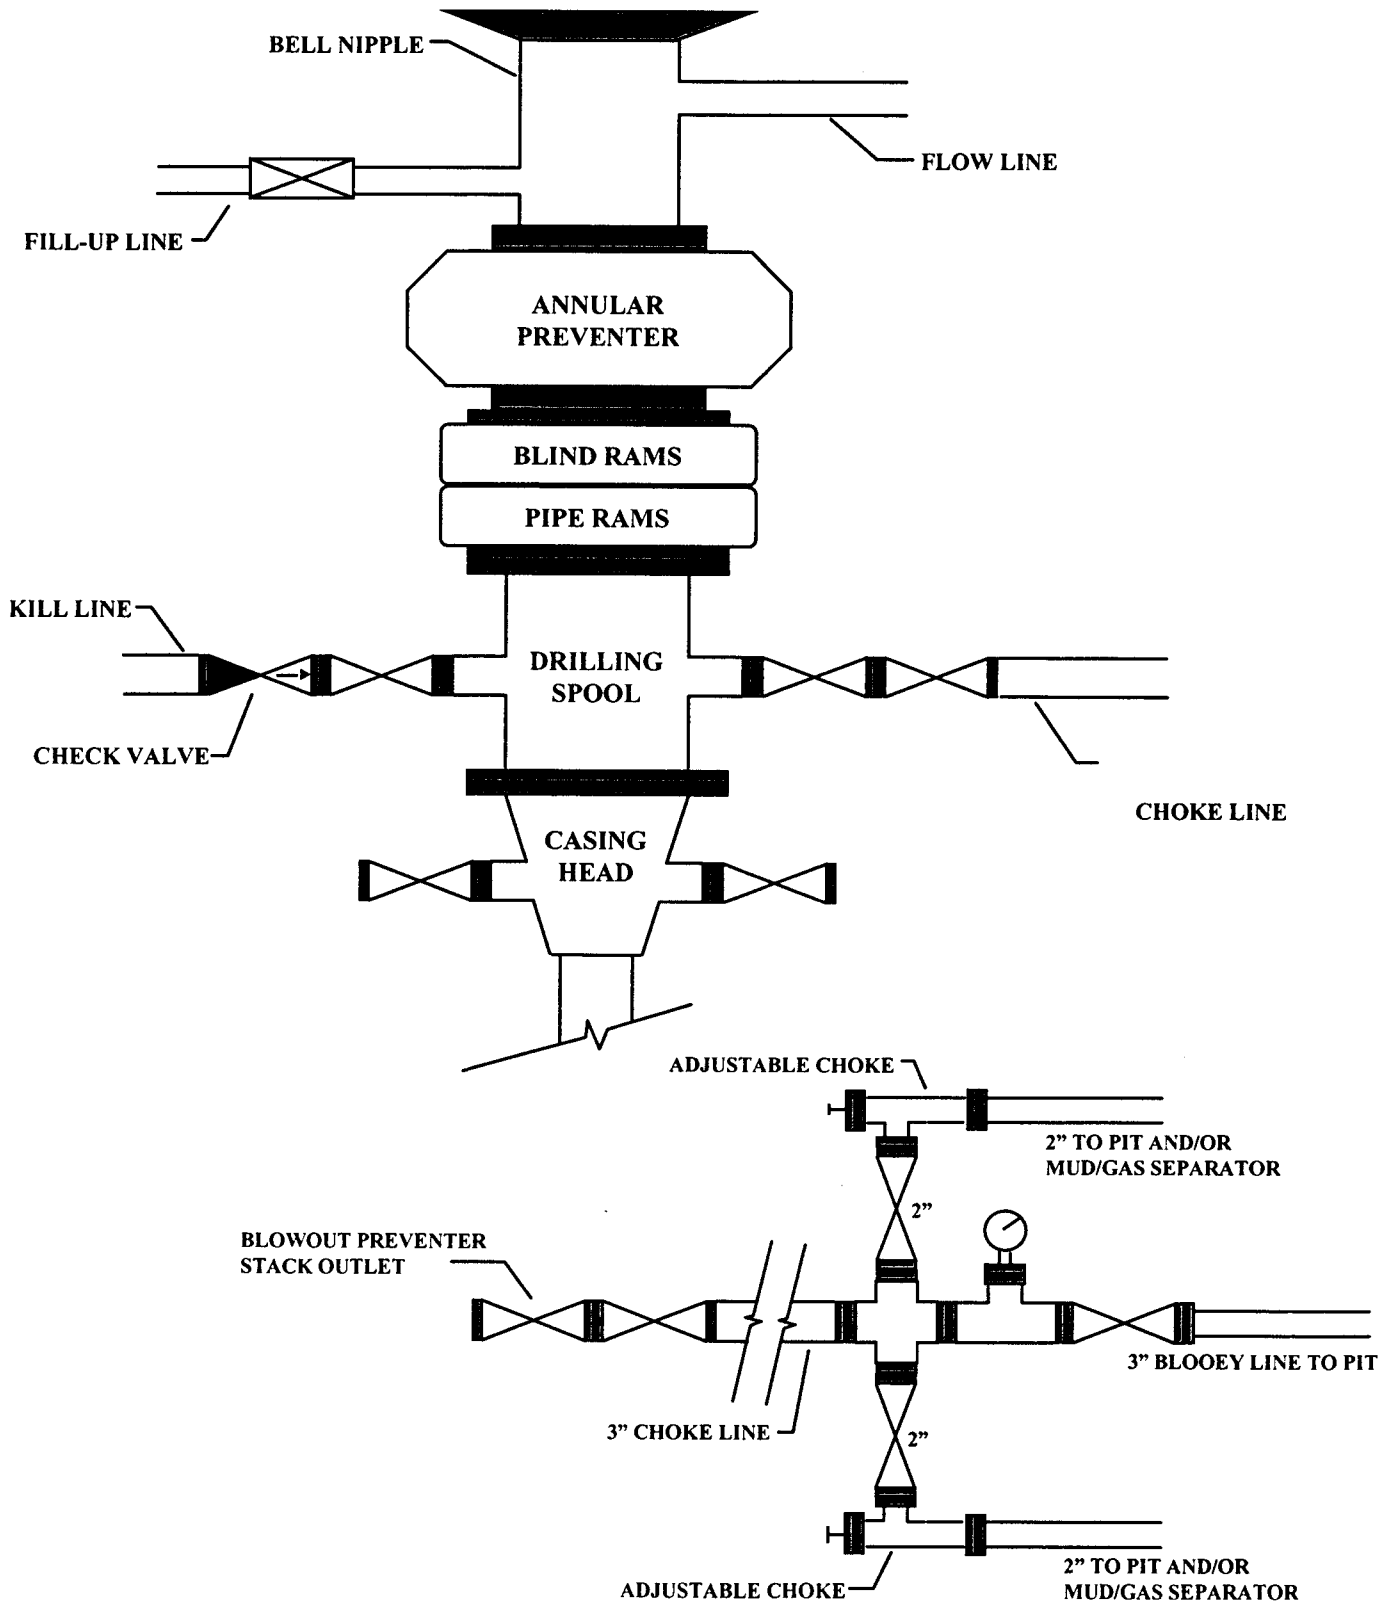 BELL NIPPLE
FLOW LINE
FILL-UP LINE
ANNULAR
PREVENTER
BLIND RAMS
PIPE RAMS
KILL LINE
DRILLING
SPOOL
CHECK VALVE
CHOKE LINE
CASING
HEAD
ADJUSTABLE CHOKE
2” TO PIT AND/OR
MUD/GAS SEPARATOR
2”
BLOWOUT PREVENTER
STACK OUTLET
3” BLOOEY LINE TO PIT
3” CHOKE LINE
2”
2” TO PIT AND/OR
MUD/GAS SEPARATOR
ADJUSTABLE CHOKE